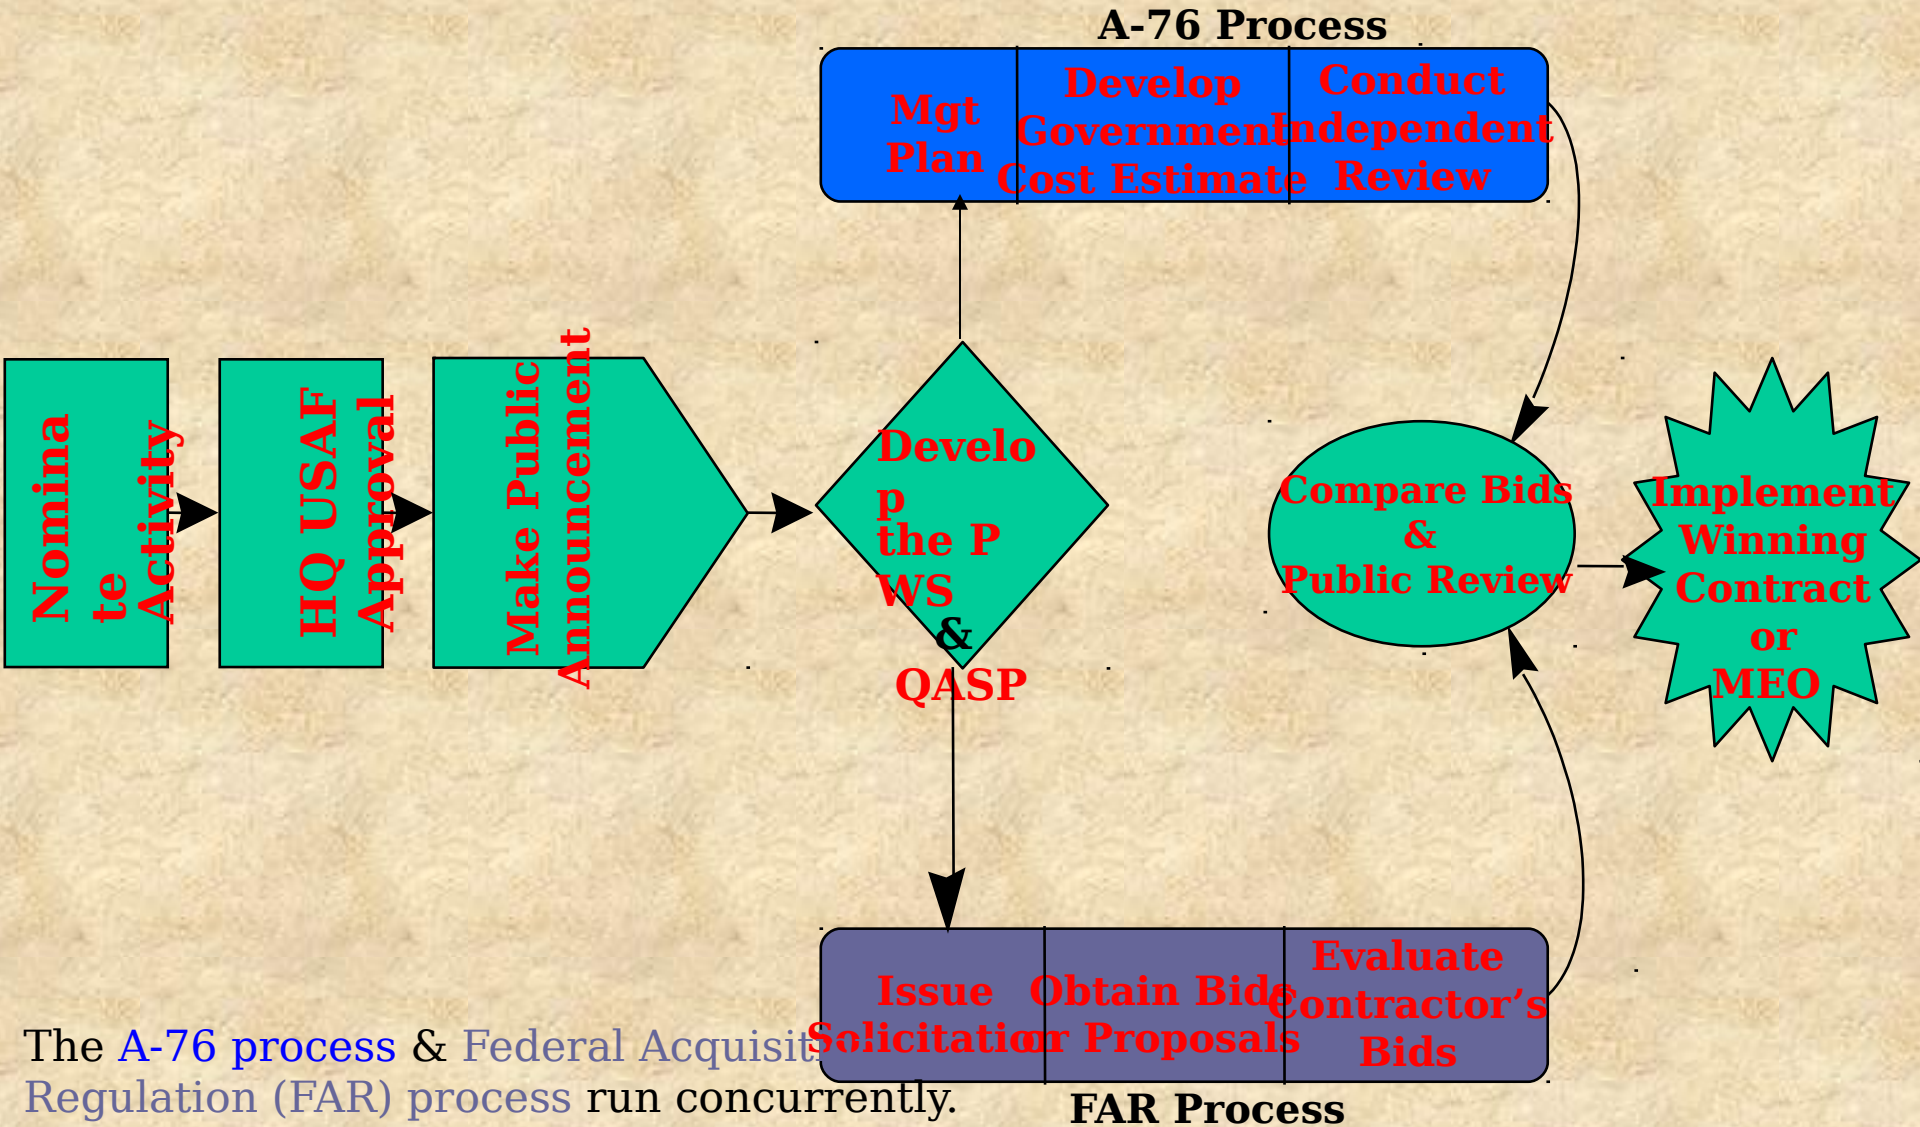 A-76 Process
Mgt
Plan
Develop
Government
Cost Estimate
Conduct
Independent
Review
Nomina
te
Activity
HQ USAF
Approval
Make Public
Announcement
Develo
p
the P
WS
&
QASP
Compare Bids
&
Public Review
Implement
Winning
Contract
or
MEO
Issue
Solicitation
Obtain Bids
or Proposals
Evaluate
Contractor’s
Bids
The A-76 process & Federal Acquisition
Regulation (FAR) process run concurrently.
FAR Process